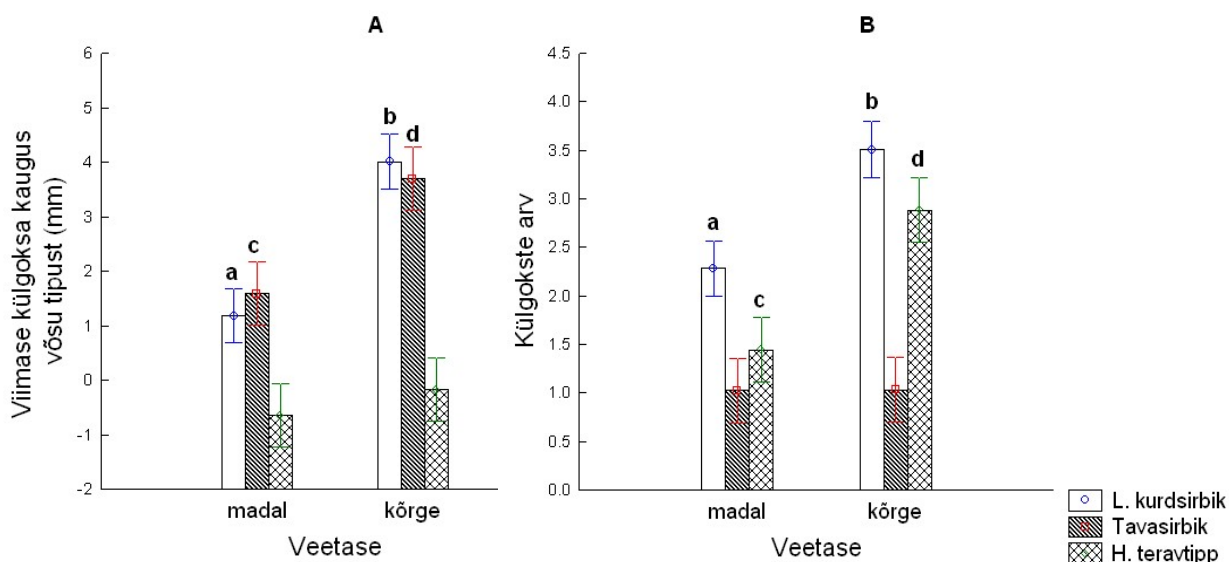 A
Viimase külgoksa kaugus
võsu tipust (mm)
6
5
4
3
2
1
0
-1
-2
a
c
b
d
madal
kõrge
Veetase
B
Külgokste arv
4.5
4.0
3.5
3.0
2.5
2.0
1.5
1.0
0.5
0.0
a
c
b
d
madal
kõrge
Veetase
L. kurdsirbik
Tavasirbik
H. teravtipp